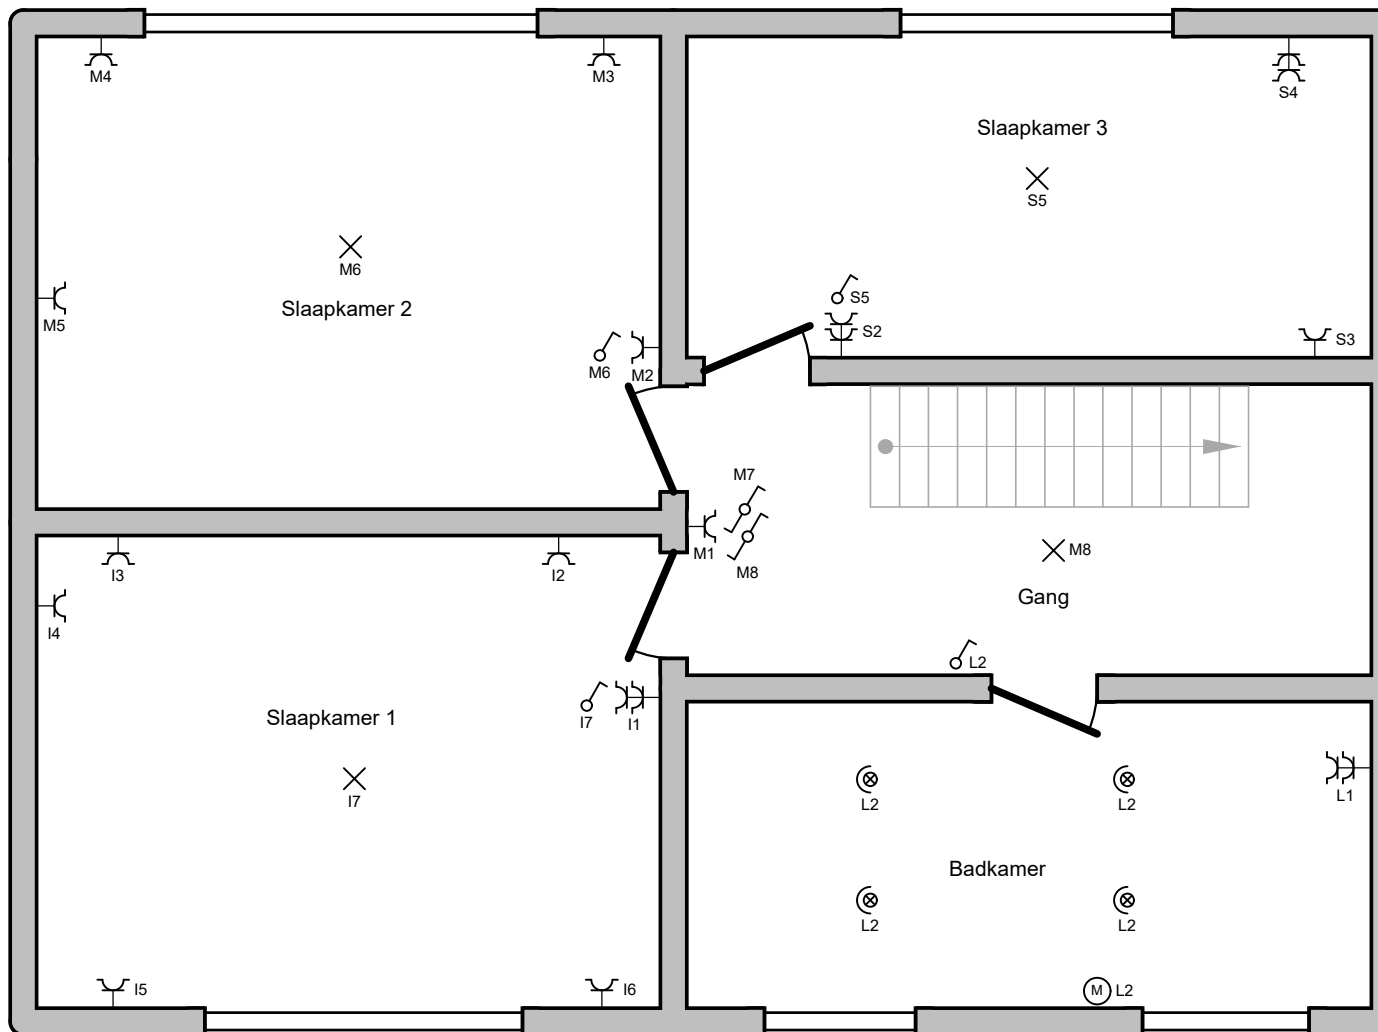 M4
M3
S4
Slaapkamer 3
S5
M6
Slaapkamer 2
M5
S5
S2
S3
M6
M2
M7
M1
M8
M8
I3
I2
Gang
I4
L2
I7
I1
Slaapkamer 1
I7
L2
L2
L1
Badkamer
L2
L2
I5
I6
M
L2